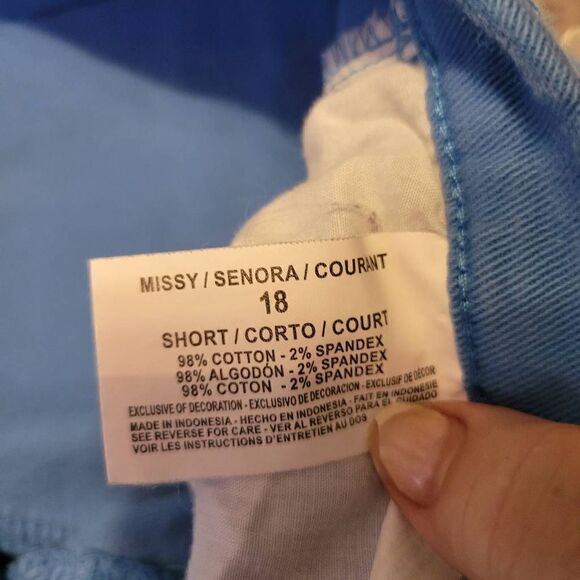 MISSY / SENORA / COURANT
18
SHORT / CORTO / COURT
98% COTTON - 2% SPANDEX
98% ALGODÓN - 2% SPANDEX
98% COTON - 2% SPANDEX
EXCLUSIVE OF DECORATION - EXCLUSIVO DE DECORACION - EXCLUSIF DE DÉCOR
MADE IN INDONESIA - HECHO EN INDONESIA - FAIT EN INDONESIE
SEE REVERSE FOR CARE - VER AL REVERSO PARA EL CUIDADO
VOIR LES INSTRUCTIONS D'ENTRETIEN AU DOS